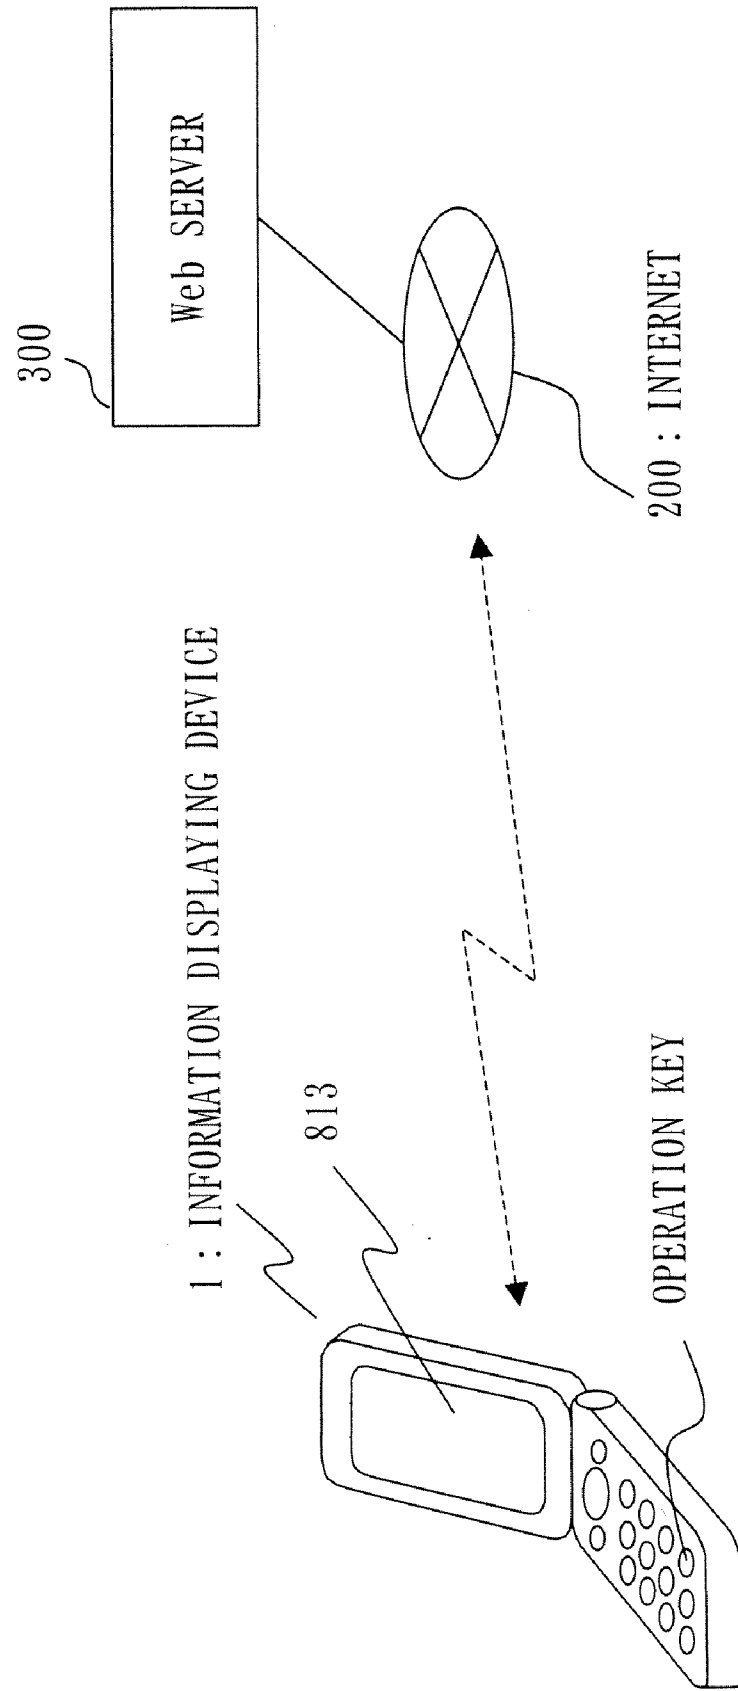 300
Web SERVER
1: INFORMATION DISPLAYING DEVICE
813
200: INTERNET
OPERATION KEY